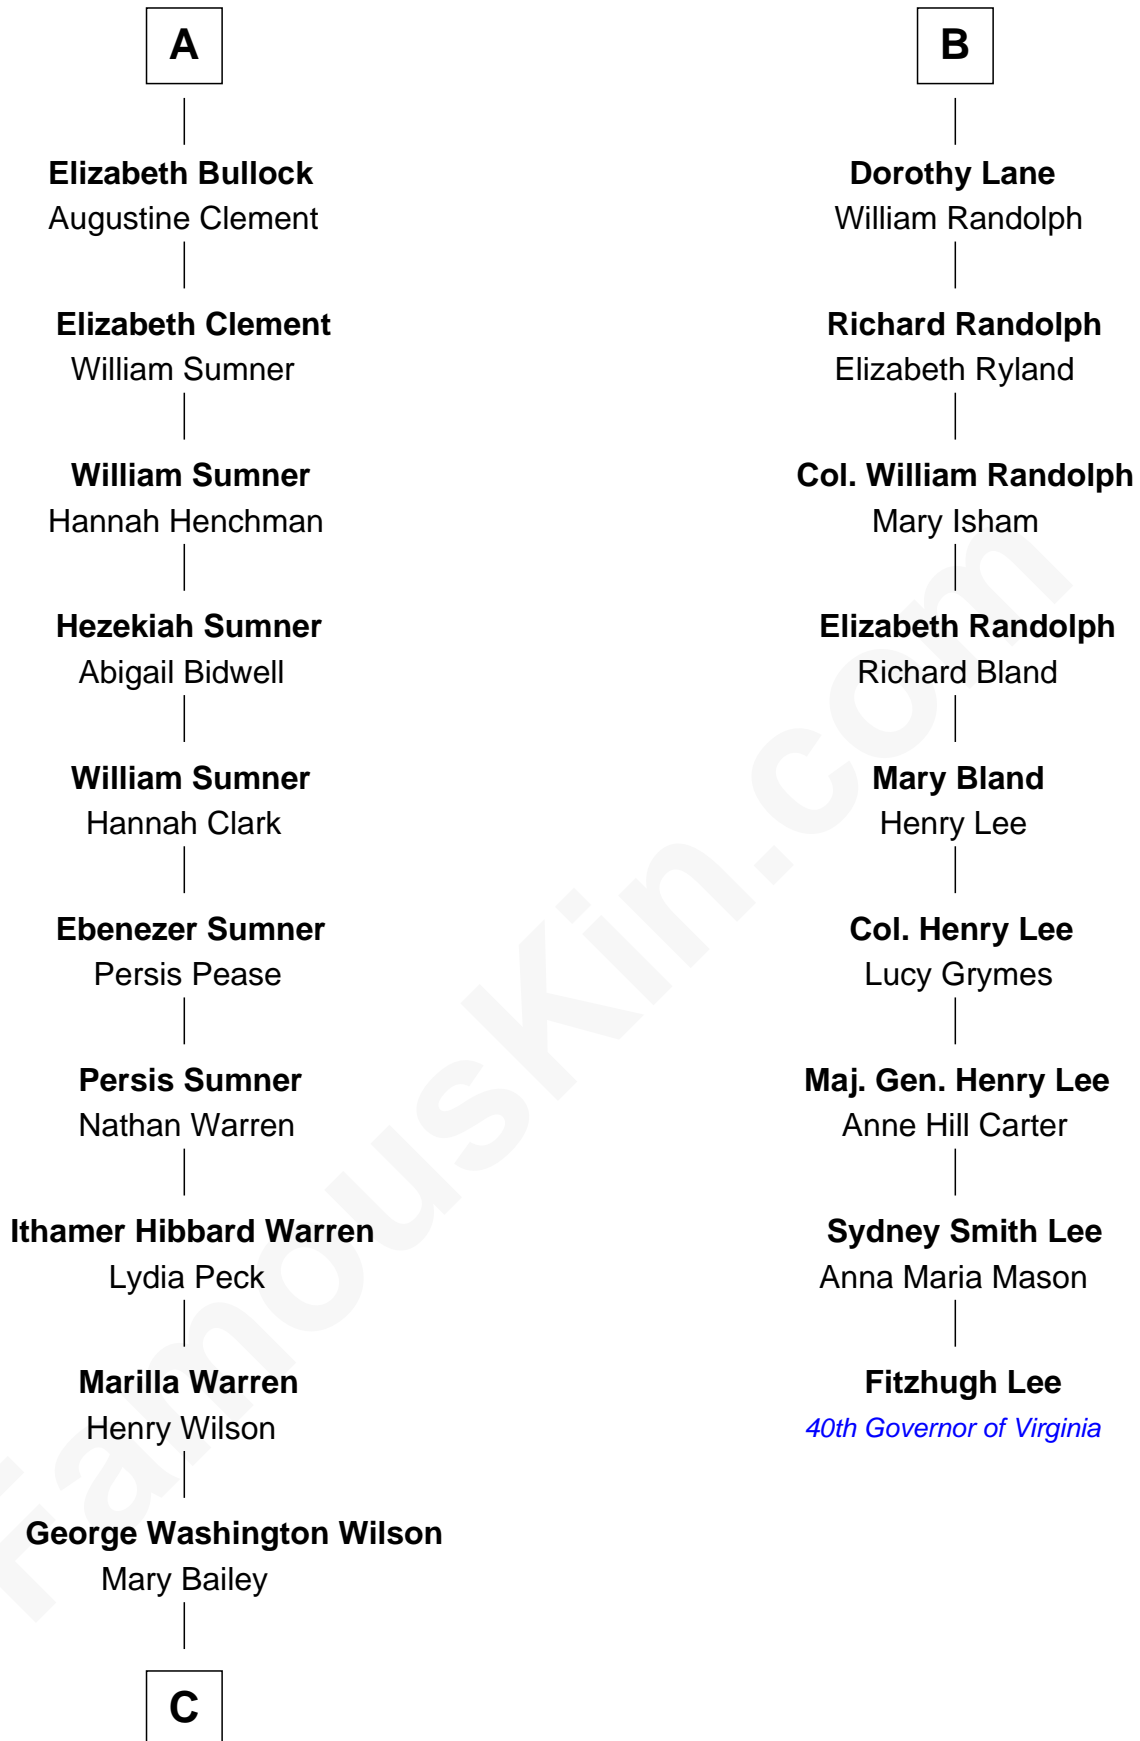 A
Elizabeth Bullock
Augustine Clement
Elizabeth Clement
William Sumner
William Sumner
Hannah Henchman
Hezekiah Sumner
Abigail Bidwell
William Sumner
Hannah Clark
Ebenezer Sumner
Persis Pease
Persis Sumner
Nathan Warren
Ithamer Hibbard Warren
Lydia Peck
Marilla Warren
Henry Wilson
George Washington Wilson
Mary Bailey
C
B
Dorothy Lane
William Randolph
Richard Randolph
Elizabeth Ryland
Col. William Randolph
Mary Isham
Elizabeth Randolph
Richard Bland
Mary Bland
Henry Lee
Col. Henry Lee
Lucy Grymes
Maj. Gen. Henry Lee
Anne Hill Carter
Sydney Smith Lee
Anna Maria Mason
Fitzhugh Lee
40th Governor of Virginia
FamousKin.com